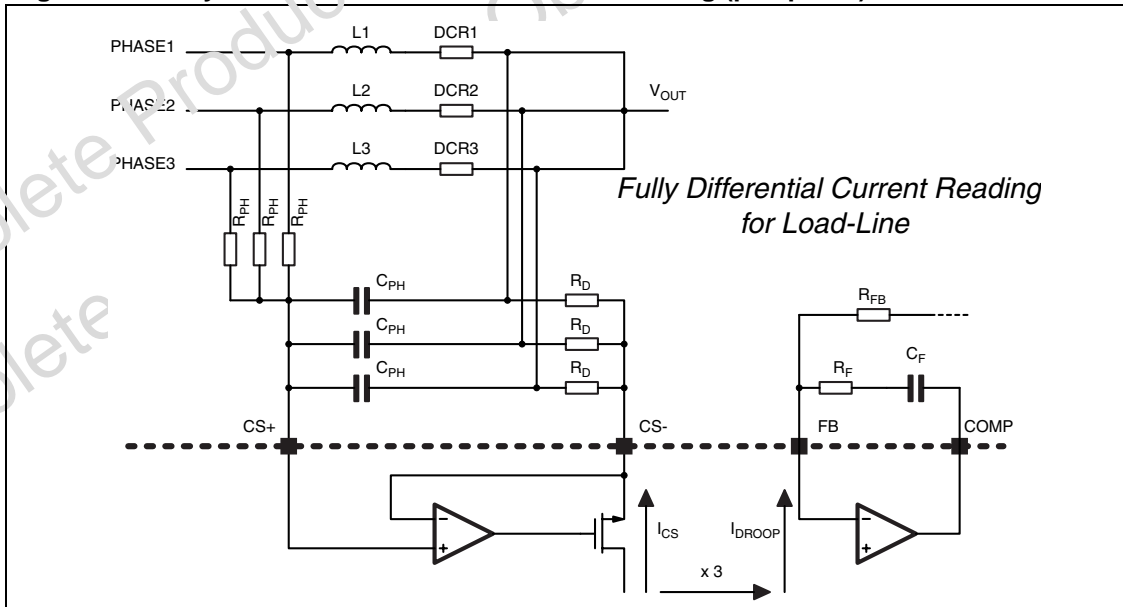 PHASE1
L1
DCR1
PHASE2
L2
DCR2
VOUT
PHASE3
L3
DCR3
Fully Differential Current Reading
for Load-Line
RPH
RPH
RPH
CPH
RD
CPH
RD
CPH
RD
RFB
RF
CF
CS+
CS-
FB
COMP
-
+
ICS
IDROOP
x 3
-
+